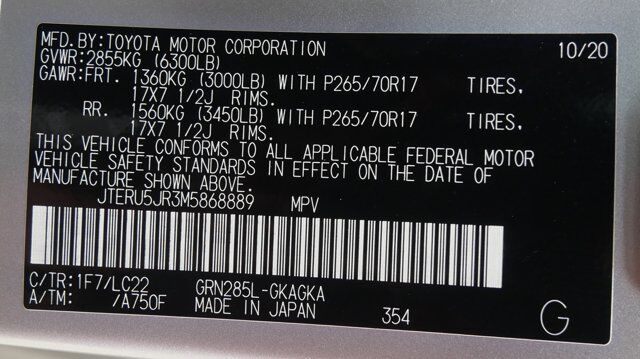 MFD.BY:TOYOTA MOTOR CORPORATION 10/20
GVWR:2855KG (6300LB)
GAWR:FRT. 1360KG (3000LB) WITH P265/70R17 TIRES,
17X7 1/2J RIMS.
RR. 1560KG (3450LB) WITH P265/70R17 TIRES,
17X7 1/2J RIMS.
THIS VEHICLE CONFORMS TO ALL APPLICABLE FEDERAL MOTOR
VEHICLE SAFETY STANDARDS IN EFFECT ON THE DATE OF
MANUFACTURE SHOWN ABOVE.
JTERU5JR3M5868889 MPV
C/TR:1F7/LC22 GRN285L-GKAGKA
A/TM: /A750F MADE IN JAPAN 354 G